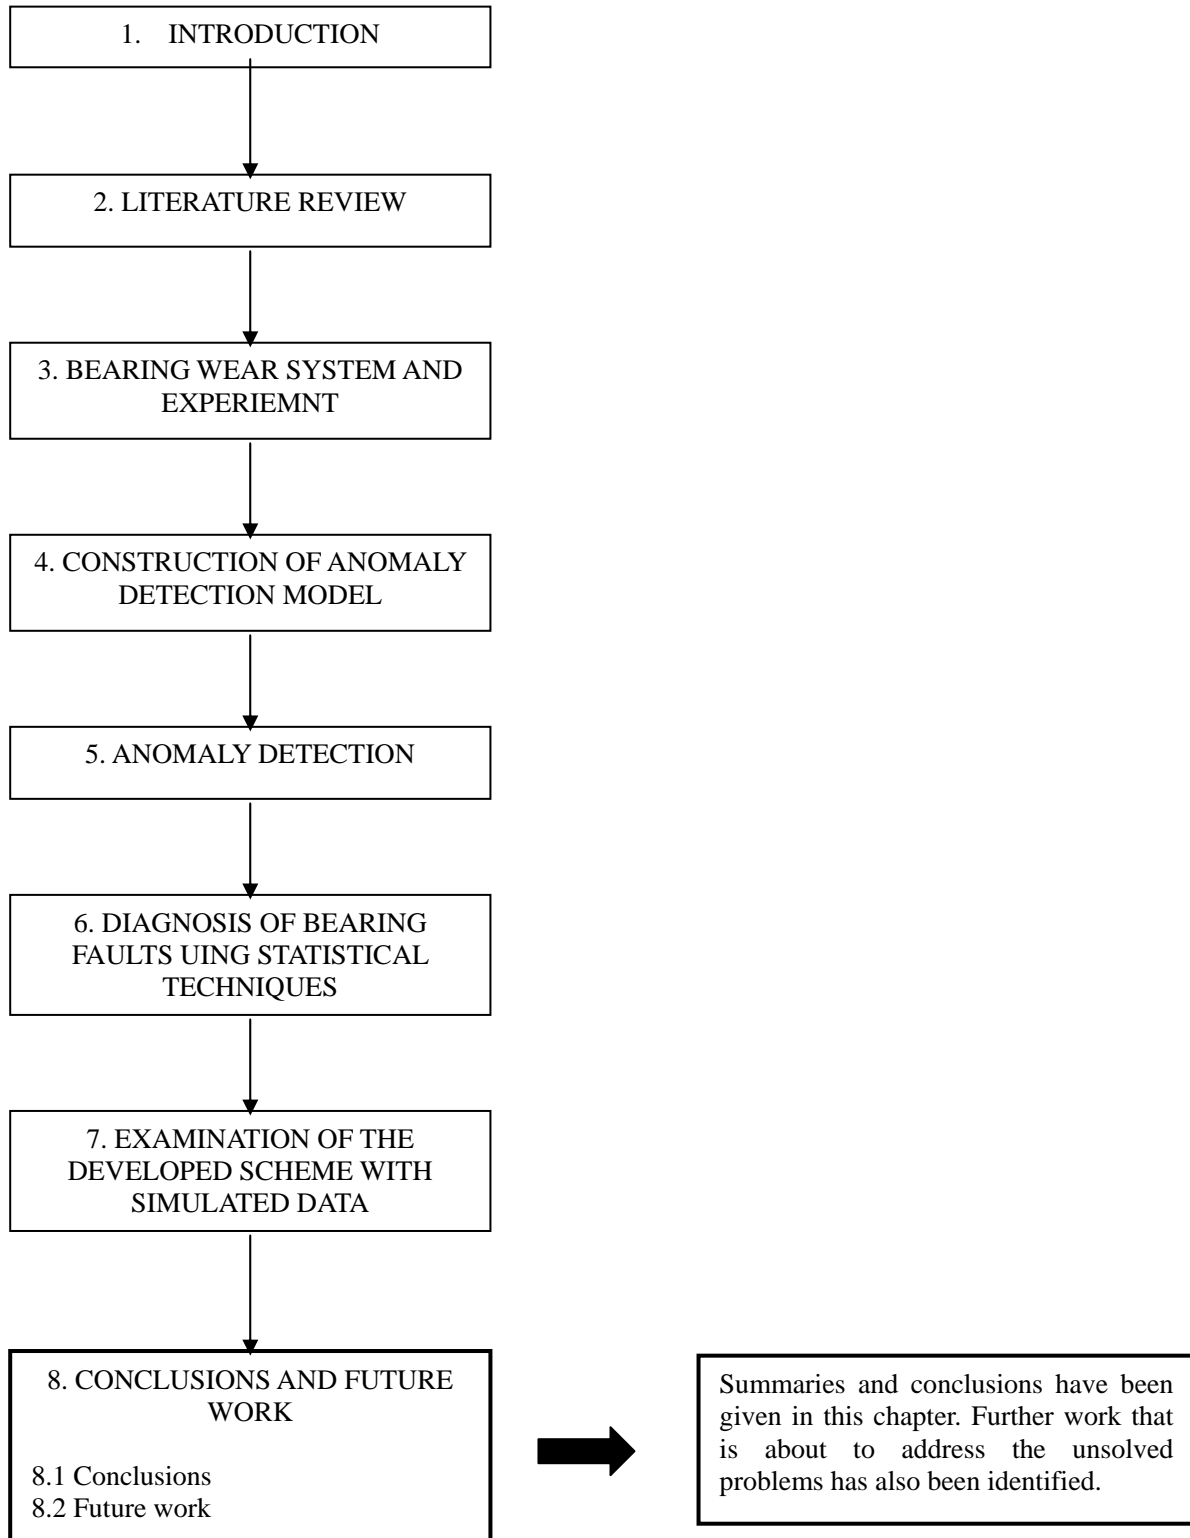 1. INTRODUCTION
2. LITERATURE REVIEW
3. BEARING WEAR SYSTEM AND
EXPERIEMNT
4. CONSTRUCTION OF ANOMALY
DETECTION MODEL
5. ANOMALY DETECTION
6. DIAGNOSIS OF BEARING
FAULTS UING STATISTICAL
TECHNIQUES
7. EXAMINATION OF THE
DEVELOPED SCHEME WITH
SIMULATED DATA
8. CONCLUSIONS AND FUTURE
WORK
8.1 Conclusions
8.2 Future work
Summaries and conclusions have been
given in this chapter. Further work that
is about to address the unsolved
problems has also been identified.